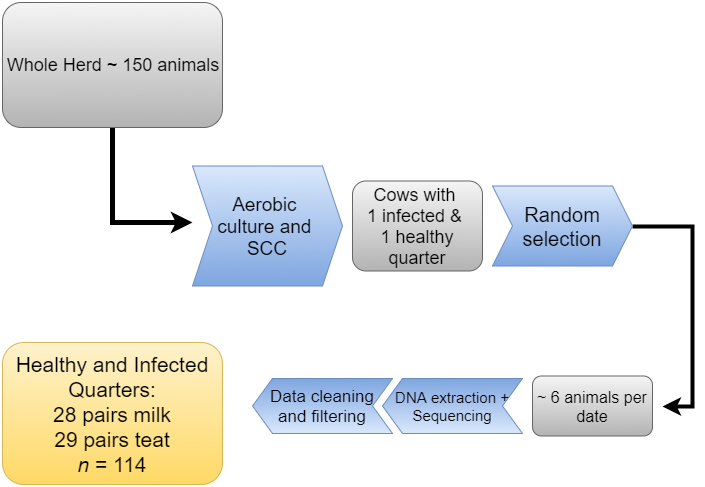 Whole Herd ~ 150 animals
Aerobic
culture and
SCC
Cows with
1 infected &
1 healthy
quarter
Random
selection
~ 6 animals per
date
DNA extraction +
Sequencing
Data cleaning
and filtering
Healthy and Infected
Quarters:
28 pairs milk
29 pairs teat
n = 114